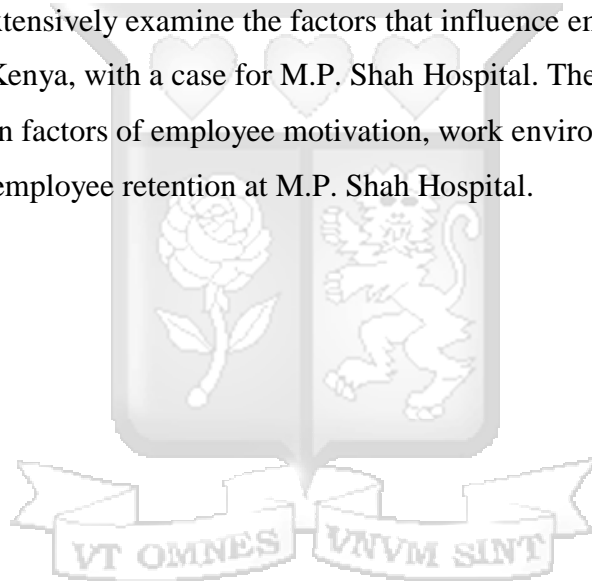 xtensively examine the factors that influence en
Kenya, with a case for M.P. Shah Hospital. The
n factors of employee motivation, work enviro
employee retention at M.P. Shah Hospital.
VT OMNES VNVM SINT